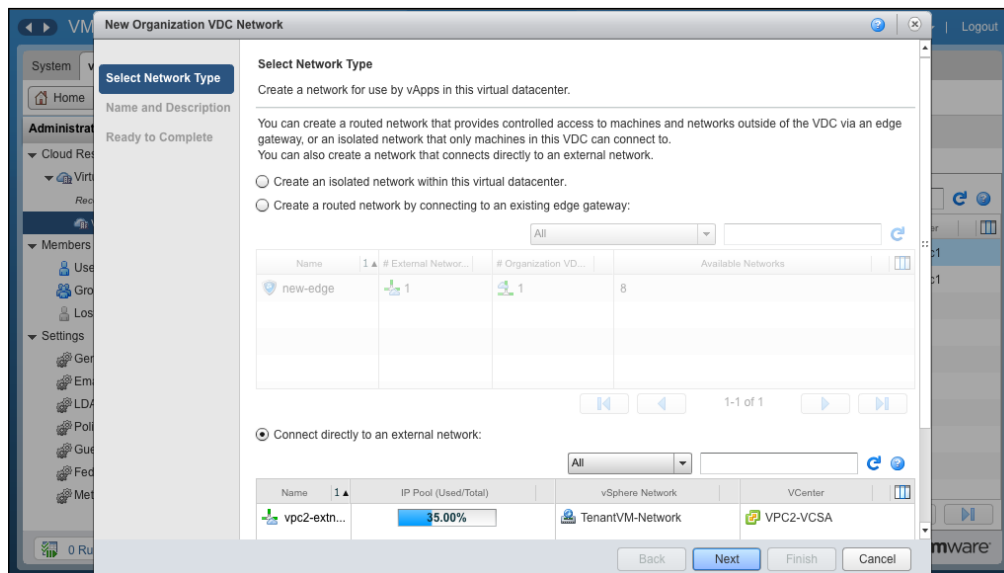 VM
New Organization VDC Network
Logout
System
Home
Administrat
Cloud Res
Virt
Rec
Members
Use
Gro
Los
Settings
Gen
Ema
LDA
Poli
Gue
Fed
Met
0 Ru
Select Network Type
Name and Description
Ready to Complete
Select Network Type
Create a network for use by vApps in this virtual datacenter.
You can create a routed network that provides controlled access to machines and networks outside of the VDC via an edge
gateway, or an isolated network that only machines in this VDC can connect to.
You can also create a network that connects directly to an external network.
Create an isolated network within this virtual datacenter.
Create a routed network by connecting to an existing edge gateway:
All
Name 1 # External Networ... # Organization VD... Available Networks
new-edge 1 1 8
1-1 of 1
Connect directly to an external network:
All
Name 1 IP Pool (Used/Total) vSphere Network VCenter
vpc2-extn... 35.00% TenantVM-Network VPC2-VCSA
Back Next Finish Cancel
er
c1
c1
mware